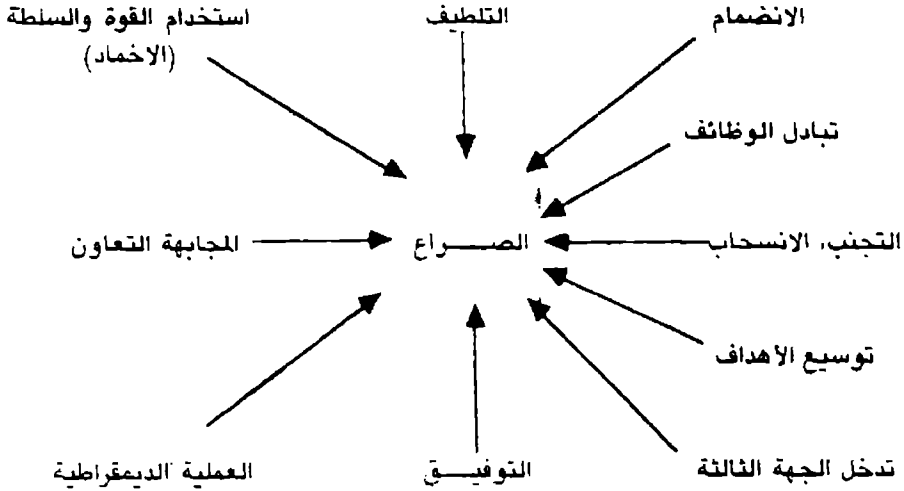 الانضمام
التلطيف
استخدام القوة والسلطة
(الاخماد)
تبادل الوظائف
التجنب، الانسحاب
الصـــراع
المجابهة التعاون
توسيع الأهداف
تدخل الجهة الثالثة
التوفيـــق
العملية الديمقراطية